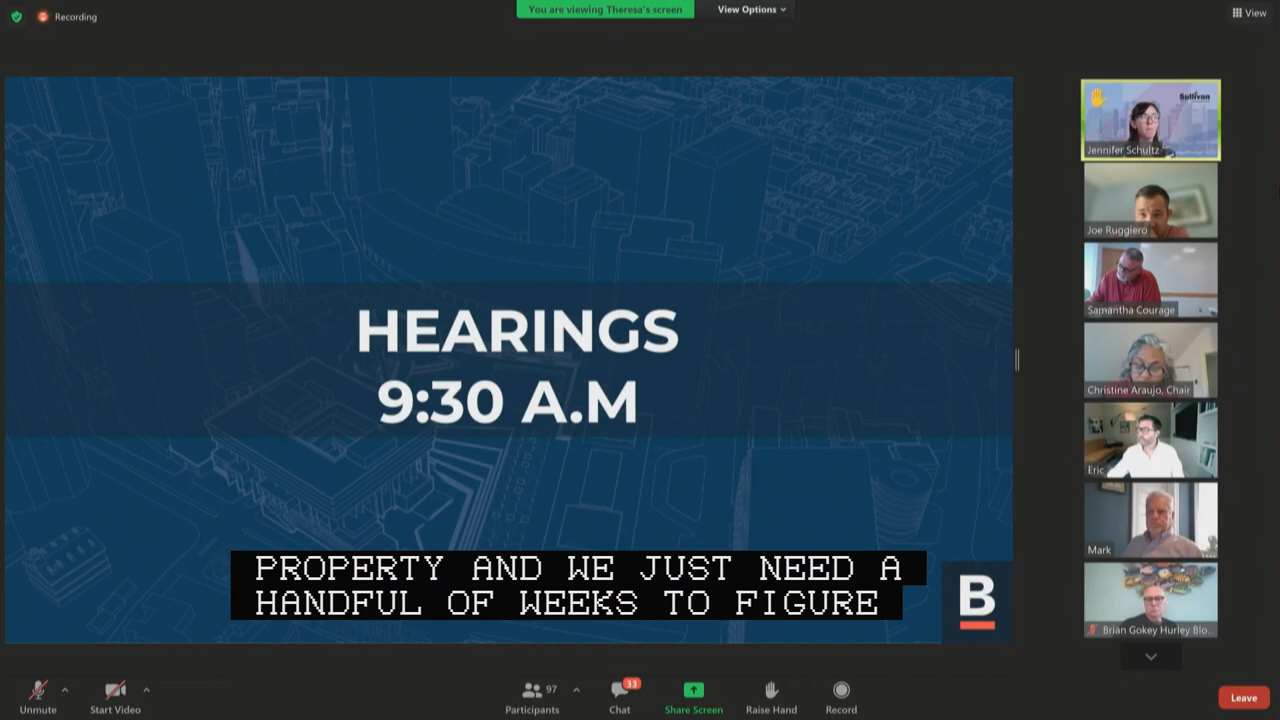 Recording
You are viewing Theresa's screen
View Options
View
Sullivan
Jennifer Schultz
Joe Ruggiero
Samantha Courage
Christine Araujo, Chair
Eric
Mark
Brian Gokey Hurley Blo...
HEARINGS
9:30 A.M
PROPERTY AND WE JUST NEED A
HANDFUL OF WEEKS TO FIGURE
B
Unmute
Start Video
97
Participants
33
Chat
Share Screen
Raise Hand
Record
Leave